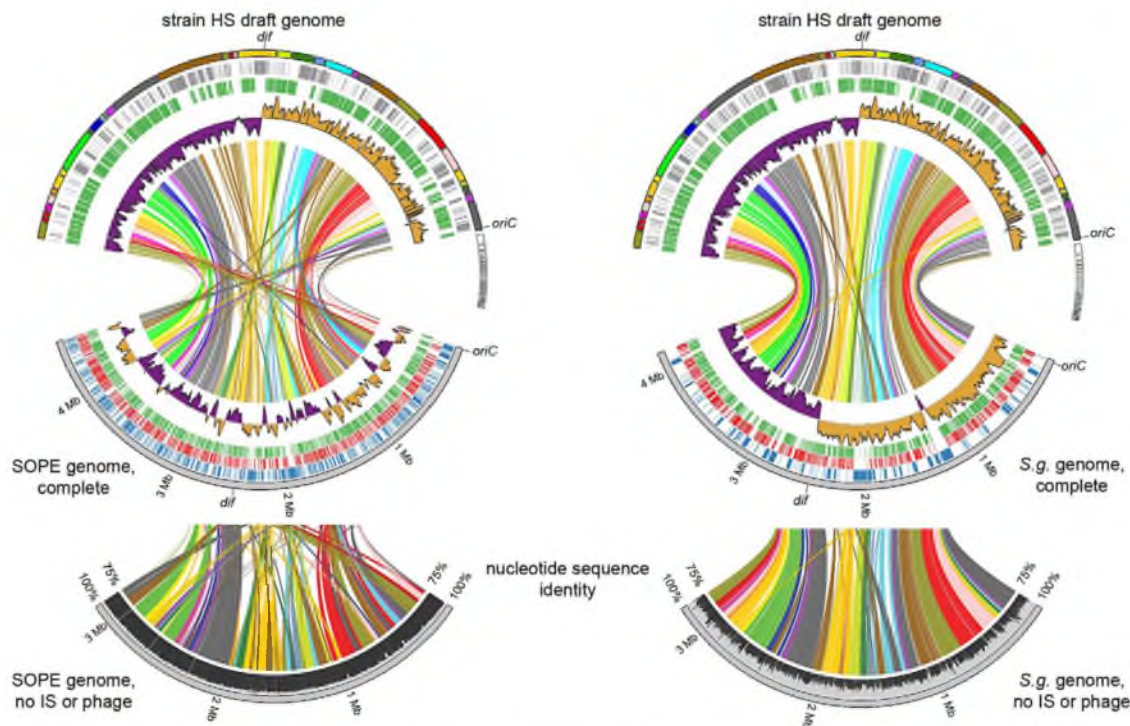 strain HS draft genome
dif
oriC
oriC
4 Mb
3 Mb
2 Mb
1 Mb
dif
SOPE genome,
complete
strain HS draft genome
dif
oriC
oriC
4 Mb
3 Mb
2 Mb
1 Mb
dif
S.g. genome,
complete
nucleotide sequence
identity
100%
75%
75%
100%
3 Mb
2 Mb
1 Mb
SOPE genome,
no IS or phage
100%
75%
75%
100%
3 Mb
2 Mb
1 Mb
S.g. genome,
no IS or phage